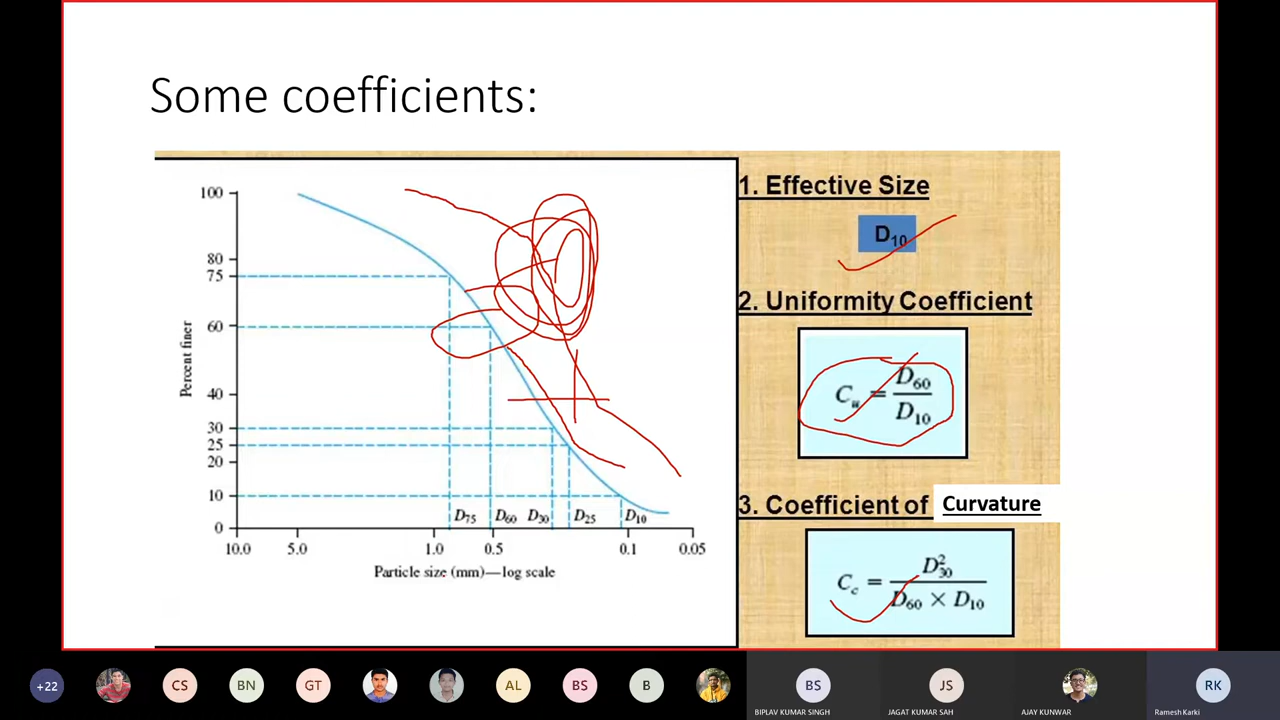 Some coefficients:
100
80
75
60
40
30
25
20
10
0
Percent finer
D75 D60 D30 D25 D10
10.0 5.0 1.0 0.5 0.1 0.05
Particle size (mm)—log scale
1. Effective Size
D10
2. Uniformity Coefficient
Cu = D60 / D10
3. Coefficient of Curvature
Cc = D30² / D60 × D10
+22 CS BN GT AL BS B BS JS RK
BIPLAV KUMAR SINGH JAGAT KUMAR SAH AJAY KUNWAR Ramesh Karki